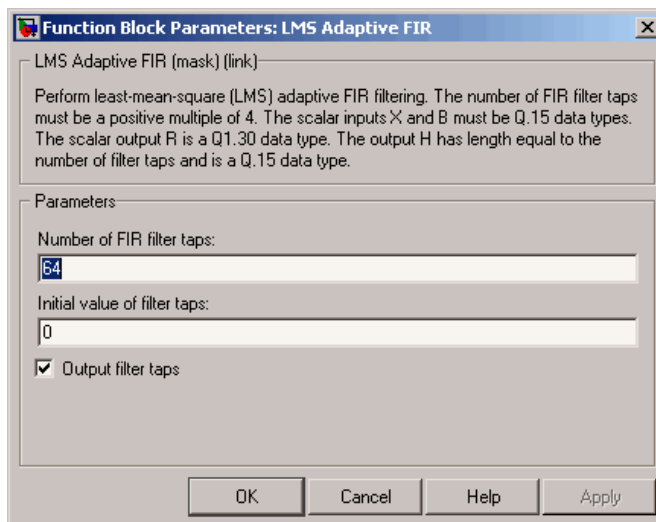 Function Block Parameters: LMS Adaptive FIR
LMS Adaptive FIR (mask) (link)
Perform least-mean-square (LMS) adaptive FIR filtering. The number of FIR filter taps
must be a positive multiple of 4. The scalar inputs X and B must be Q.15 data types.
The scalar output R is a Q1.30 data type. The output H has length equal to the
number of filter taps and is a Q.15 data type.
Parameters
Number of FIR filter taps:
64
Initial value of filter taps:
0
Output filter taps
OK Cancel Help Apply